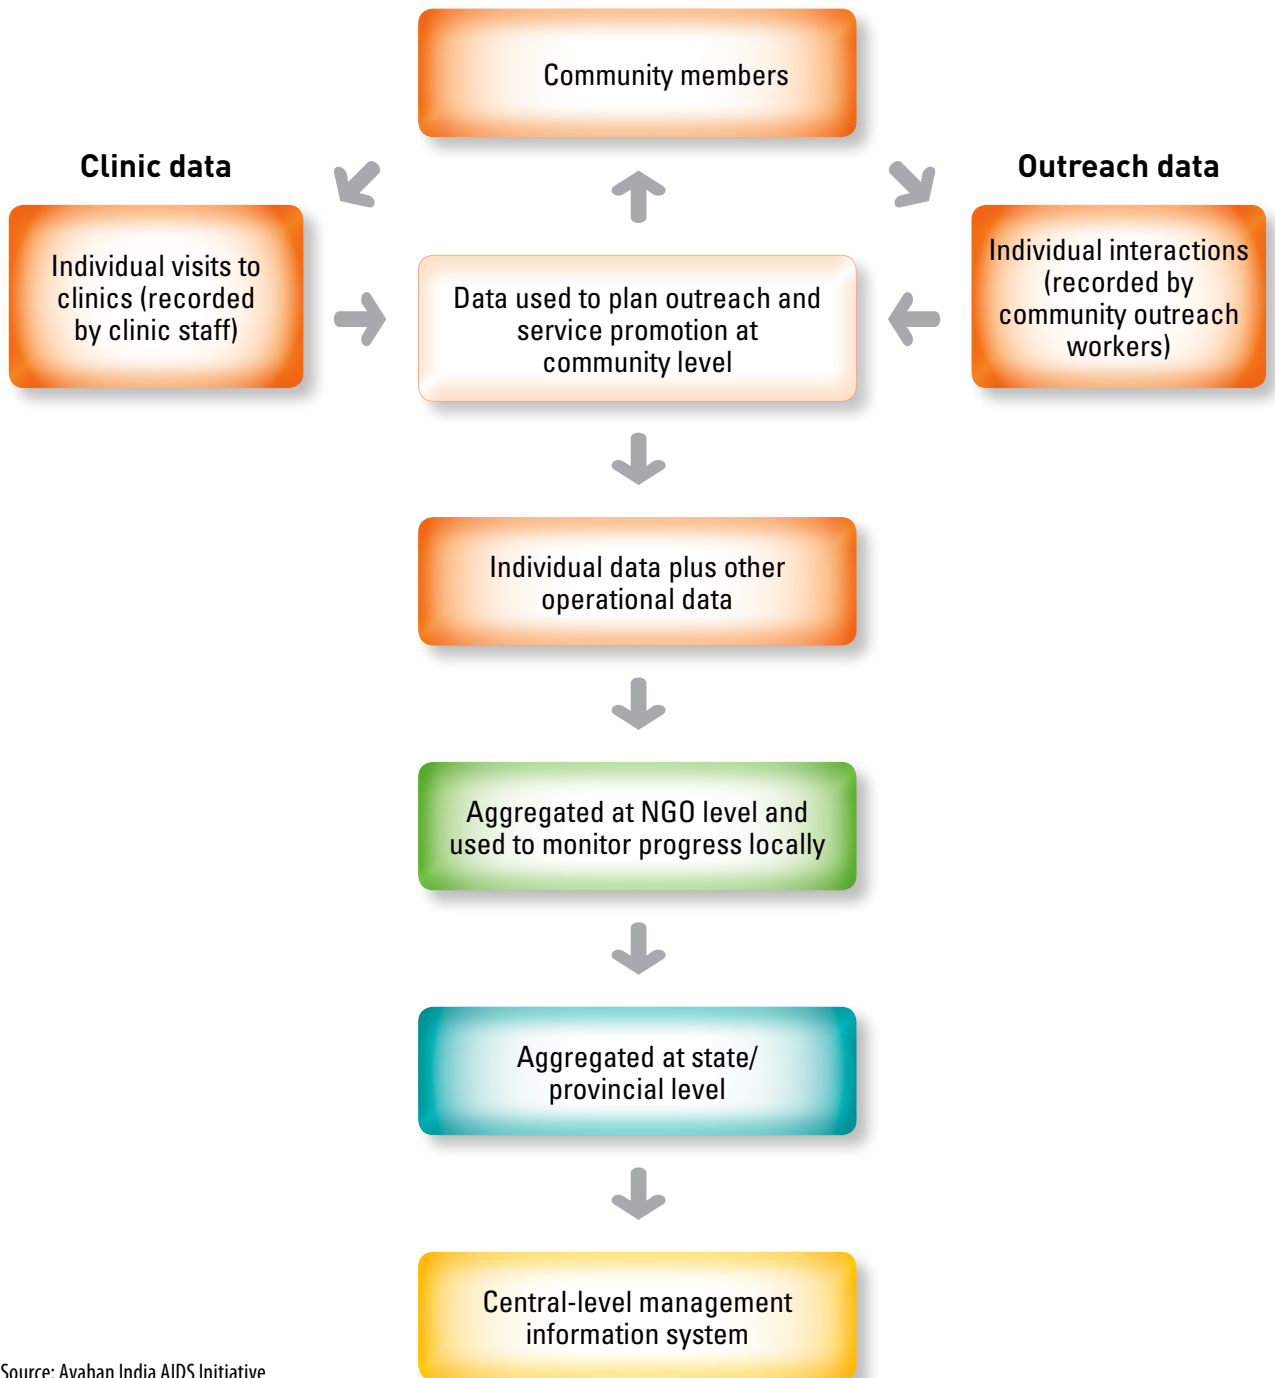 Community members
Clinic data
Outreach data
Individual visits to
clinics (recorded
by clinic staff)
Data used to plan outreach and
service promotion at
community level
Individual interactions
(recorded by
community outreach
workers)
Individual data plus other
operational data
Aggregated at NGO level and
used to monitor progress locally
Aggregated at state/
provincial level
Central-level management
information system
Source: Avahan India AIDS Initiative